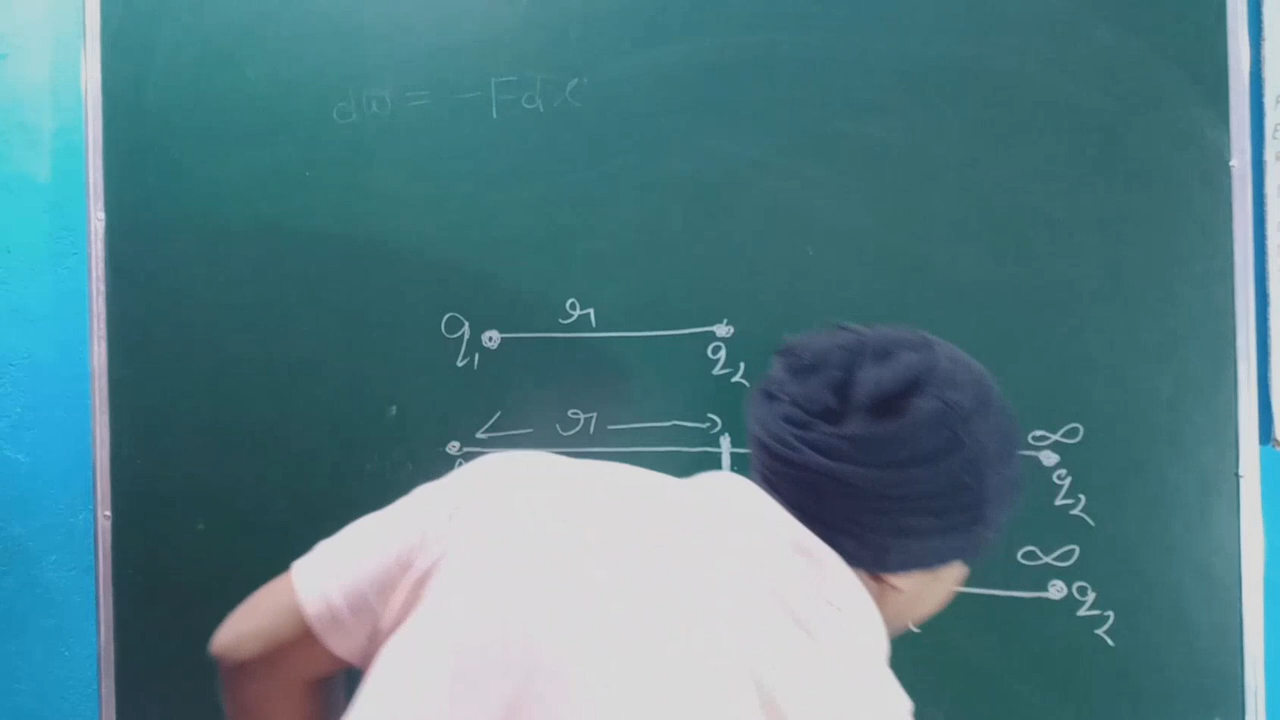 dw = -Fdx
r
q₁ q₂
r ∞
q₂
∞
q₂